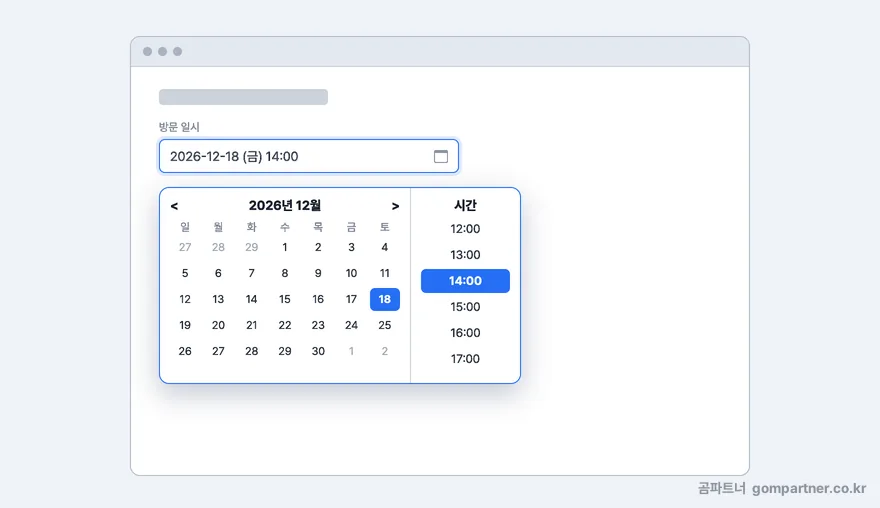 방문 일시
2026-12-18 (금) 14:00
< 2026년 12월 >
일 월 화 수 목 금 토
27 28 29 1 2 3 4
5 6 7 8 9 10 11
12 13 14 15 16 17 18
19 20 21 22 23 24 25
26 27 28 29 30 1 2
시간
12:00
13:00
14:00
15:00
16:00
17:00
곰파트너 gompartner.co.kr